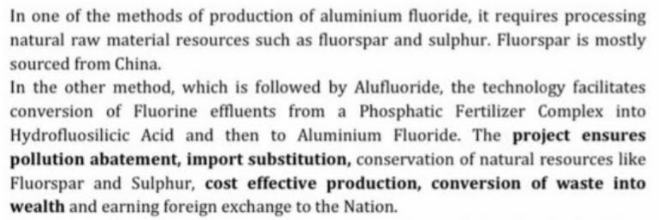 In one of the methods of production of aluminium fluoride, it requires processing
natural raw material resources such as fluorspar and sulphur. Fluorspar is mostly
sourced from China.
In the other method, which is followed by Alufluoride, the technology facilitates
conversion of Fluorine effluents from a Phosphatic Fertilizer Complex into
Hydrofluosilicic Acid and then to Aluminium Fluoride. The project ensures
pollution abatement, import substitution, conservation of natural resources like
Fluorspar and Sulphur, cost effective production, conversion of waste into
wealth and earning foreign exchange to the Nation.